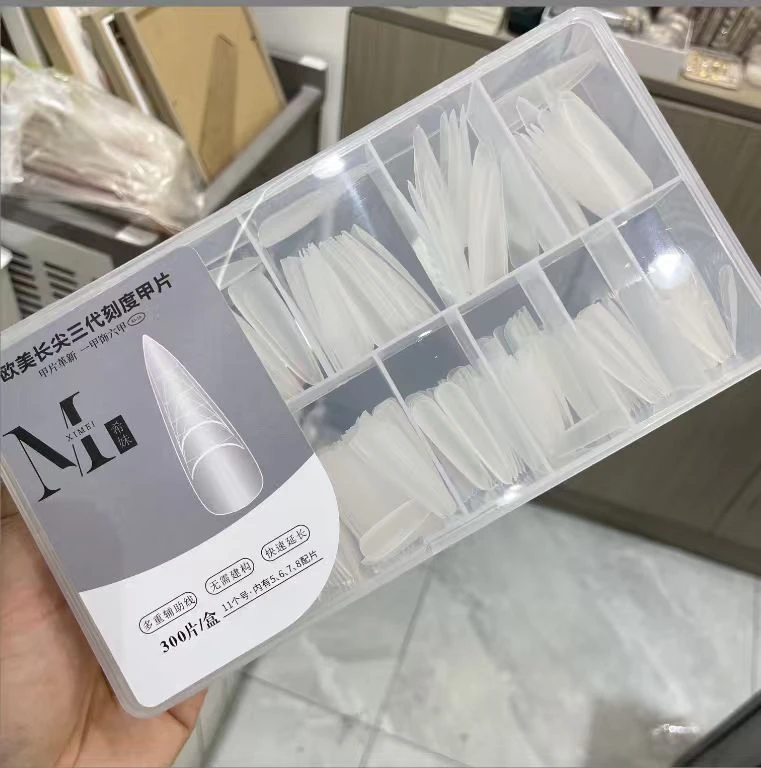 欧美长尖三代刻度甲片
甲片革新 一甲饰六甲
XIMEI
希妹
多重辅助线 无需建构 快速延长
300片/盒 11个号·内有5、6、7、8配片